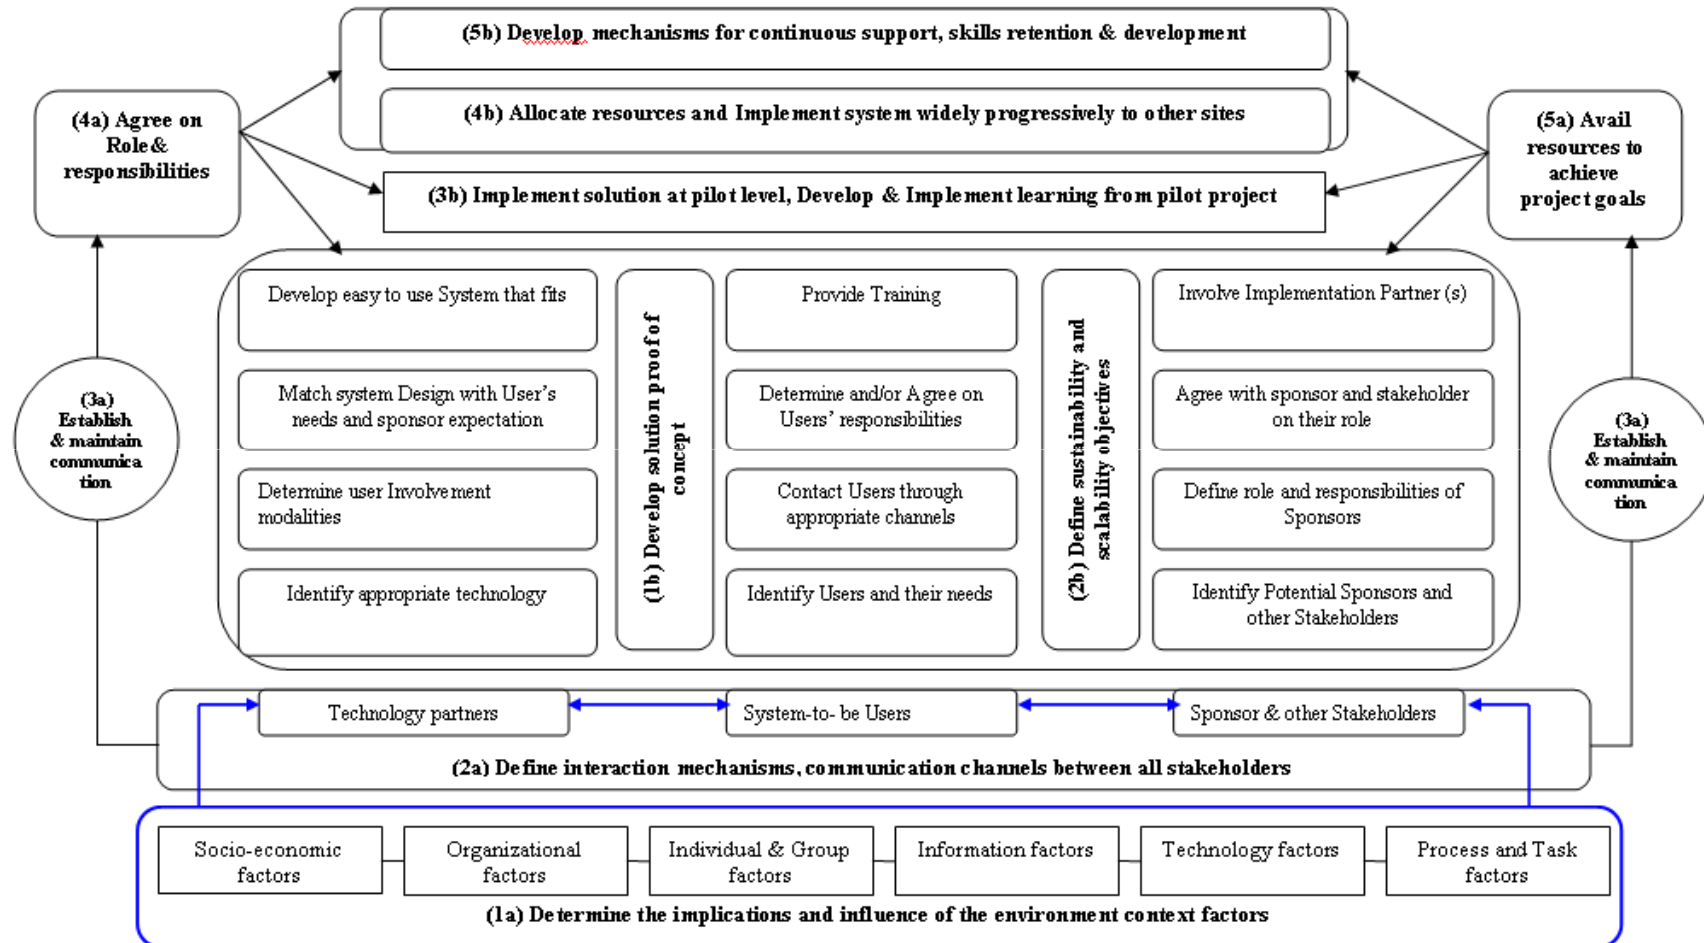 (5b) Develop mechanisms for continuous support, skills retention & development
(4b) Allocate resources and Implement system widely progressively to other sites
(4a) Agree on
Role&
responsibilities
(5a) Avail
resources to
achieve
project goals
(3b) Implement solution at pilot level, Develop & Implement learning from pilot project
Develop easy to use System that fits
Match system Design with User's
needs and sponsor expectation
Determine user Involvement
modalities
Identify appropriate technology
(1b) Develop solution proof of
concept
Provide Training
Determine and/or Agree on
Users' responsibilities
Contact Users through
appropriate channels
Identify Users and their needs
(2b) Define sustainability and
scalability objectives
Involve Implementation Partner (s)
Agree with sponsor and stakeholder
on their role
Define role and responsibilities of
Sponsors
Identify Potential Sponsors and
other Stakeholders
(3a)
Establish
& maintain
communica
tion
(3a)
Establish
& maintain
communica
tion
Technology partners
System-to- be Users
Sponsor & other Stakeholders
(2a) Define interaction mechanisms, communication channels between all stakeholders
Socio-economic
factors
Organizational
factors
Individual & Group
factors
Information factors
Technology factors
Process and Task
factors
(1a) Determine the implications and influence of the environment context factors